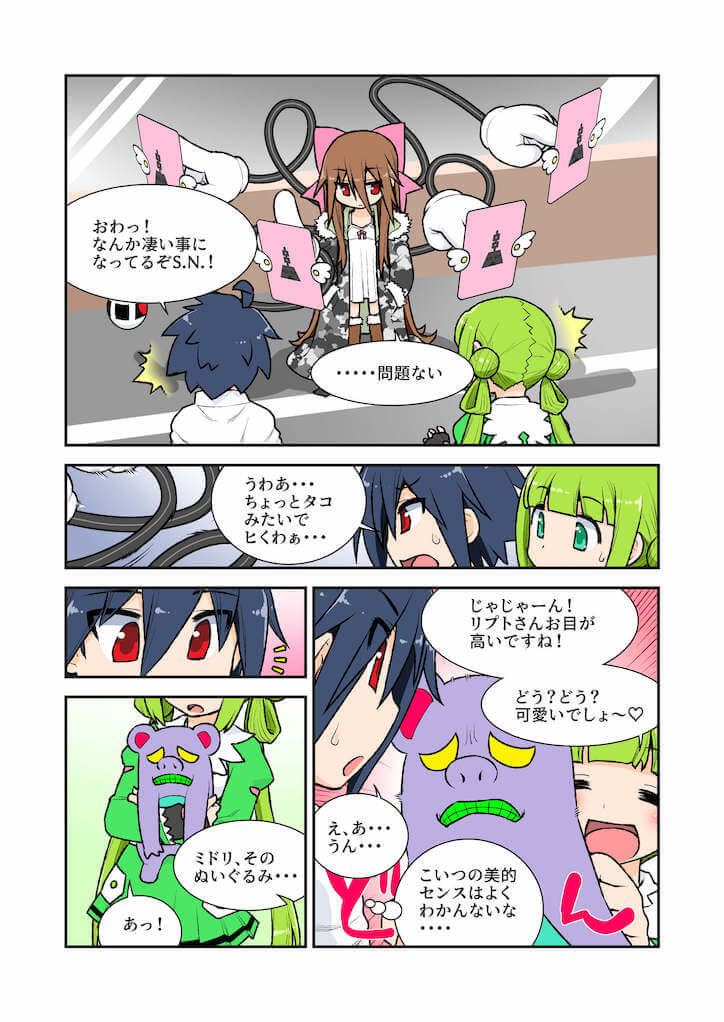 おわっ！
なんか凄い事に
なってるぞS.N.！
・・・・・問題ない
うわあ・・・
ちょっとタコ
みたいで
ヒくわぁ・・・
ミドリ、その
ぬいぐるみ・・・
あっ！
じゃじゃーん！
リプトさんお目が
高いですね！
どう？どう？
可愛いでしょ〜♡
え、あ・・・
うん・・・
こいつの美的
センスはよく
わかんないな
・・・・
どん